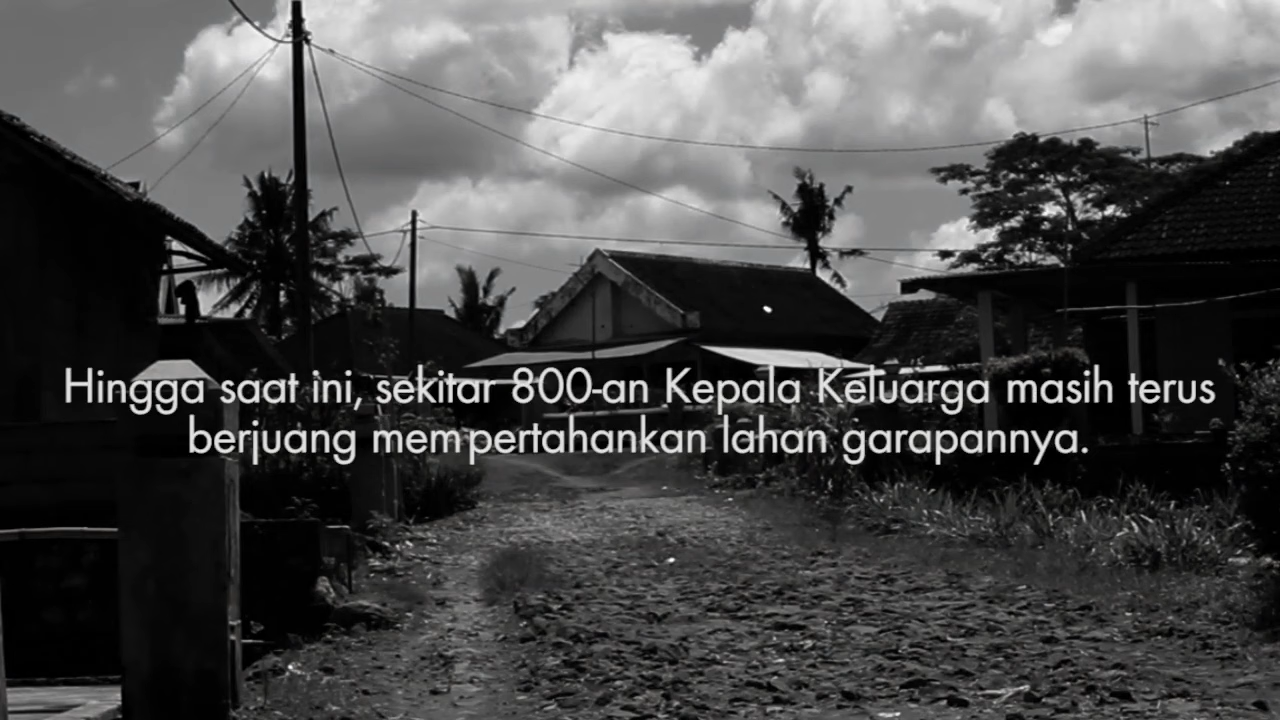 Hingga saat ini, sekitar 800-an Kepala Keluarga masih terus
berjuang mempertahankan lahan garapannya.